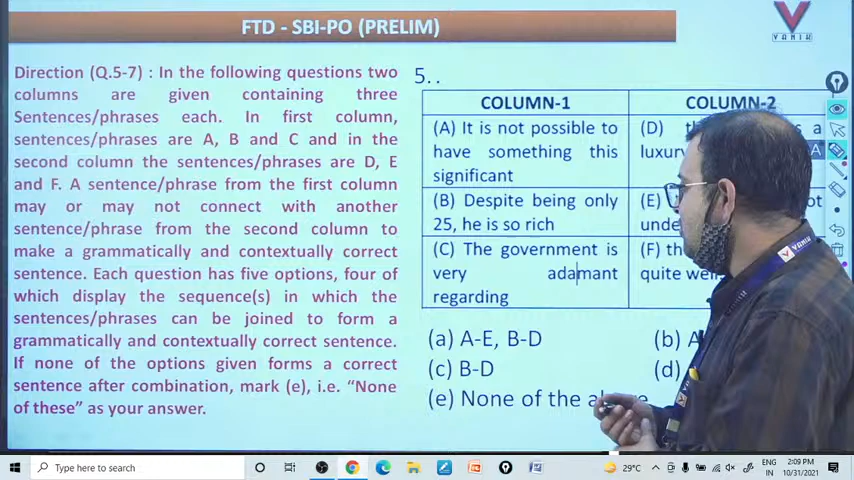 FTD - SBI-PO (PRELIM)
VANIK
Direction (Q.5-7) : In the following questions two
columns are given containing three
Sentences/phrases each. In first column,
sentences/phrases are A, B and C and in the
second column the sentences/phrases are D, E
and F. A sentence/phrase from the first column
may or may not connect with another
sentence/phrase from the second column to
make a grammatically and contextually correct
sentence. Each question has five options, four of
which display the sequence(s) in which the
sentences/phrases can be joined to form a
grammatically and contextually correct sentence.
If none of the options given forms a correct
sentence after combination, mark (e), i.e. “None
of these” as your answer.
5. .
COLUMN-1
COLUMN-2
(A) It is not possible to
have something this
significant
(D)
a
luxury
(B) Despite being only
25, he is so rich
(E)
(C) The government is
very adamant
regarding
(F)
quite well
(a) A-E, B-D
(b)
(c) B-D
(d)
(e) None of the above
VANIK
Type here to search
29°C
ENG
IN
2:09 PM
10/31/2021